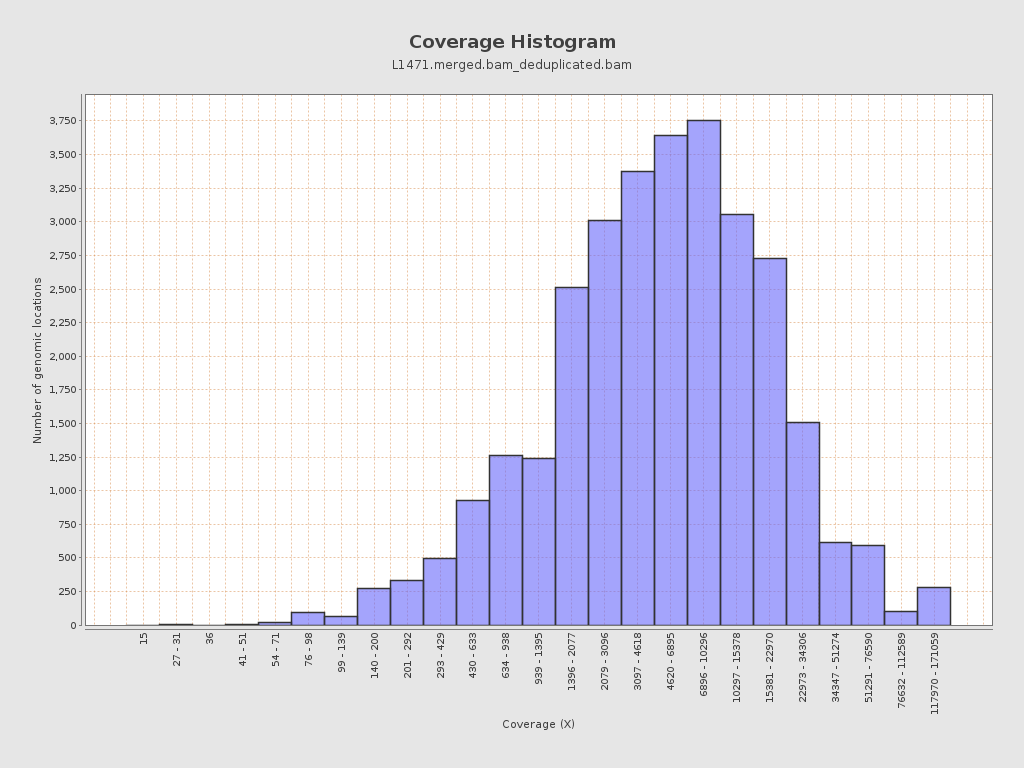 Coverage Histogram
L1471.merged.bam_deduplicated.bam
Number of genomic locations
3,750
3,500
3,250
3,000
2,750
2,500
2,250
2,000
1,750
1,500
1,250
1,000
750
500
250
0
15
27 - 31
36
41 - 51
54 - 71
76 - 98
99 - 139
140 - 200
201 - 292
293 - 429
430 - 633
634 - 938
939 - 1395
1396 - 2077
2079 - 3096
3097 - 4618
4620 - 6895
6896 - 10296
10297 - 15378
15381 - 22970
22973 - 34306
34347 - 51274
51291 - 76590
76632 - 112589
117970 - 171059
Coverage (X)